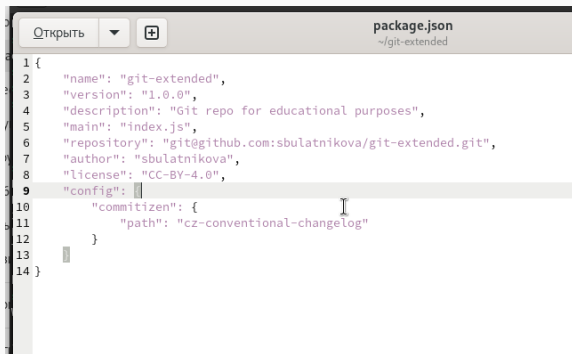 Открыть
package.json
~/git-extended
1 {
2     "name": "git-extended",
3     "version": "1.0.0",
4     "description": "Git repo for educational purposes",
5     "main": "index.js",
6     "repository": "git@github.com:sbulatnikova/git-extended.git",
7     "author": "sbulatnikova",
8     "license": "CC-BY-4.0",
9     "config": {
10         "commitizen": {
11             "path": "cz-conventional-changelog"
12         }
13     }
14 }